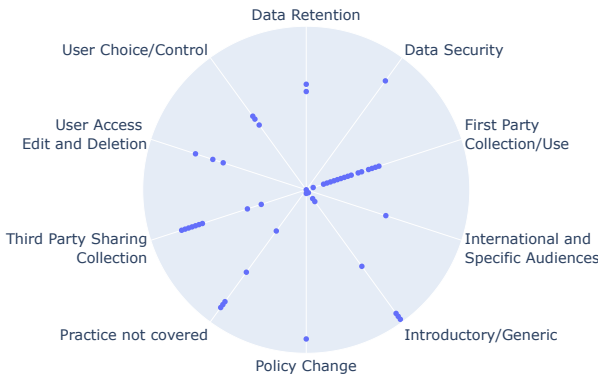 Data Retention
User Choice/Control
Data Security
User Access
Edit and Deletion
First Party
Collection/Use
Third Party Sharing
Collection
International and
Specific Audiences
Practice not covered
Introductory/Generic
Policy Change